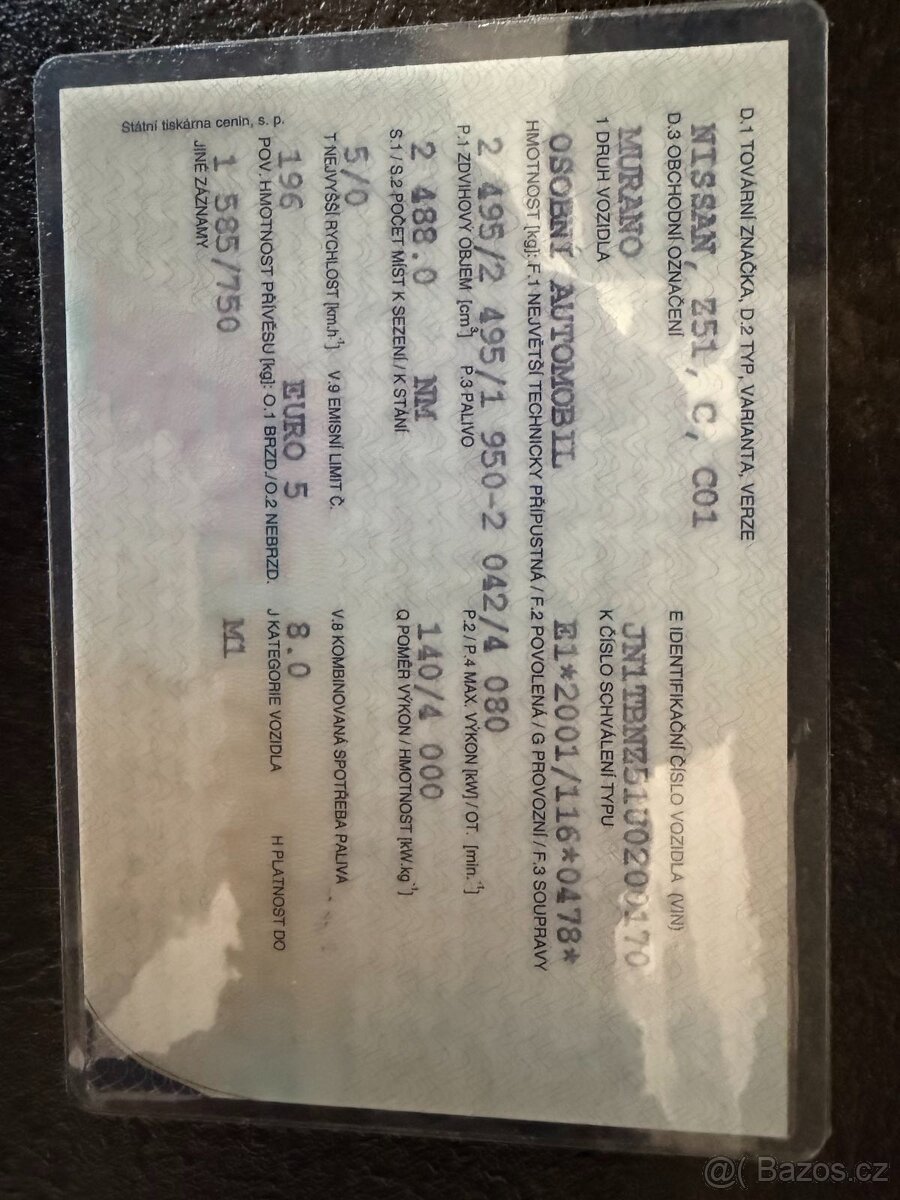 D.1 TOVÁRNÍ ZNAČKA, D.2 TYP, VARIANTA, VERZE
NISSAN, Z51, C, C01
D.3 OBCHODNÍ OZNAČENÍ E IDENTIFIKAČNÍ ČÍSLO VOZIDLA (VIN)
MURANO JN1TBNZ51U0200170
1 DRUH VOZIDLA K ČÍSLO SCHVÁLENÍ TYPU
OSOBNÍ AUTOMOBIL E1*2001/116*0478*
HMOTNOST [kg]: F.1 NEJVĚTŠÍ TECHNICKY PŘÍPUSTNÁ / F.2 POVOLENÁ / G PROVOZNÍ / F.3 SOUPRAVY
2 495/2 495/1 950-2 042/4 080
P.1 ZDVIHOVÝ OBJEM [cm³] P.3 PALIVO P.2 / P.4 MAX. VÝKON [kW] / OT. [min.⁻¹]
2 488.0 NM 140/4 000
S.1 / S.2 POČET MÍST K SEZENÍ / K STÁNÍ Q POMĚR VÝKON / HMOTNOST [kW.kg⁻¹]
5/0
T NEJVYŠŠÍ RYCHLOST [km.h⁻¹] V.9 EMISNÍ LIMIT Č. V.8 KOMBINOVANÁ SPOTŘEBA PALIVA
196 EURO 5 8.0
POV. HMOTNOST PŘÍVĚSU [kg]: O.1 BRZD./O.2 NEBRZD. J KATEGORIE VOZIDLA H PLATNOST DO
1 585/750 M1
JINÉ ZÁZNAMY
Státní tiskárna cenin, s. p.
@( Bazos.cz